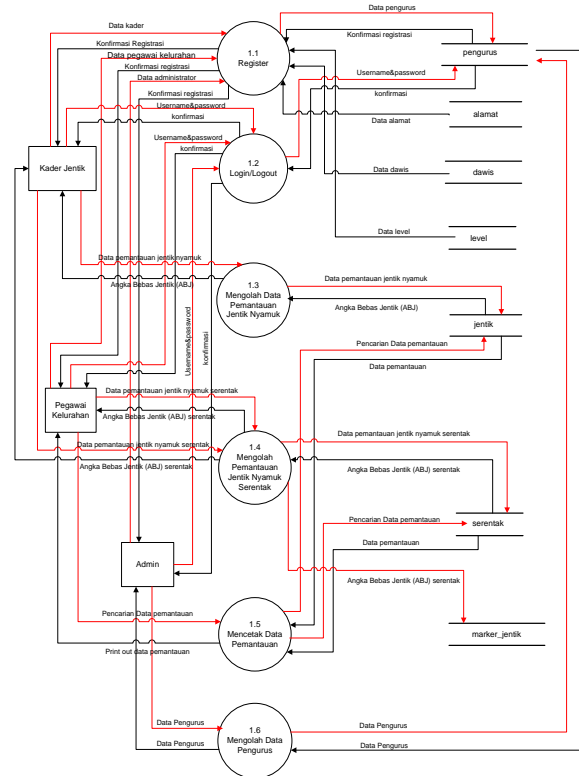 Data kader
Data pengurus
Konfirmasi Registrasi
Konfirmasi registrasi
1.1
Register
pengurus
Data pegawai kelurahan
Konfirmasi registrasi
Data administrator
Username&password
konfirmasi
Konfirmasi registrasi
Username&password
konfirmasi
alamat
Data alamat
Username&password
konfirmasi
Kader Jentik
1.2
Login/Logout
Data dawis
dawis
Data level
level
Data pemantauan jentik nyamuk
Angka Bebas Jentik (ABJ)
1.3
Mengolah Data
Pemantauan
Jentik Nyamuk
Data pemantauan jentik nyamuk
Angka Bebas Jentik (ABJ)
jentik
Pencarian Data pemantauan
Data pemantauan
Username&password
konfirmasi
Pegawai
Kelurahan
Data pemantauan jentik nyamuk serentak
Angka Bebas Jentik (ABJ) serentak
Data pemantauan jentik nyamuk serentak
Angka Bebas Jentik (ABJ) serentak
1.4
Mengolah
Pemantauan
Jentik Nyamuk
Serentak
Data pemantauan jentik nyamuk serentak
Angka Bebas Jentik (ABJ) serentak
Pencarian Data pemantauan
serentak
Data pemantauan
Admin
Angka Bebas Jentik (ABJ) serentak
Pencarian Data pemantauan
Print out data pemantauan
1.5
Mencetak Data
Pemantauan
marker_jentik
Data Pengurus
Data Pengurus
1.6
Mengolah Data
Pengurus
Data Pengurus
Data Pengurus